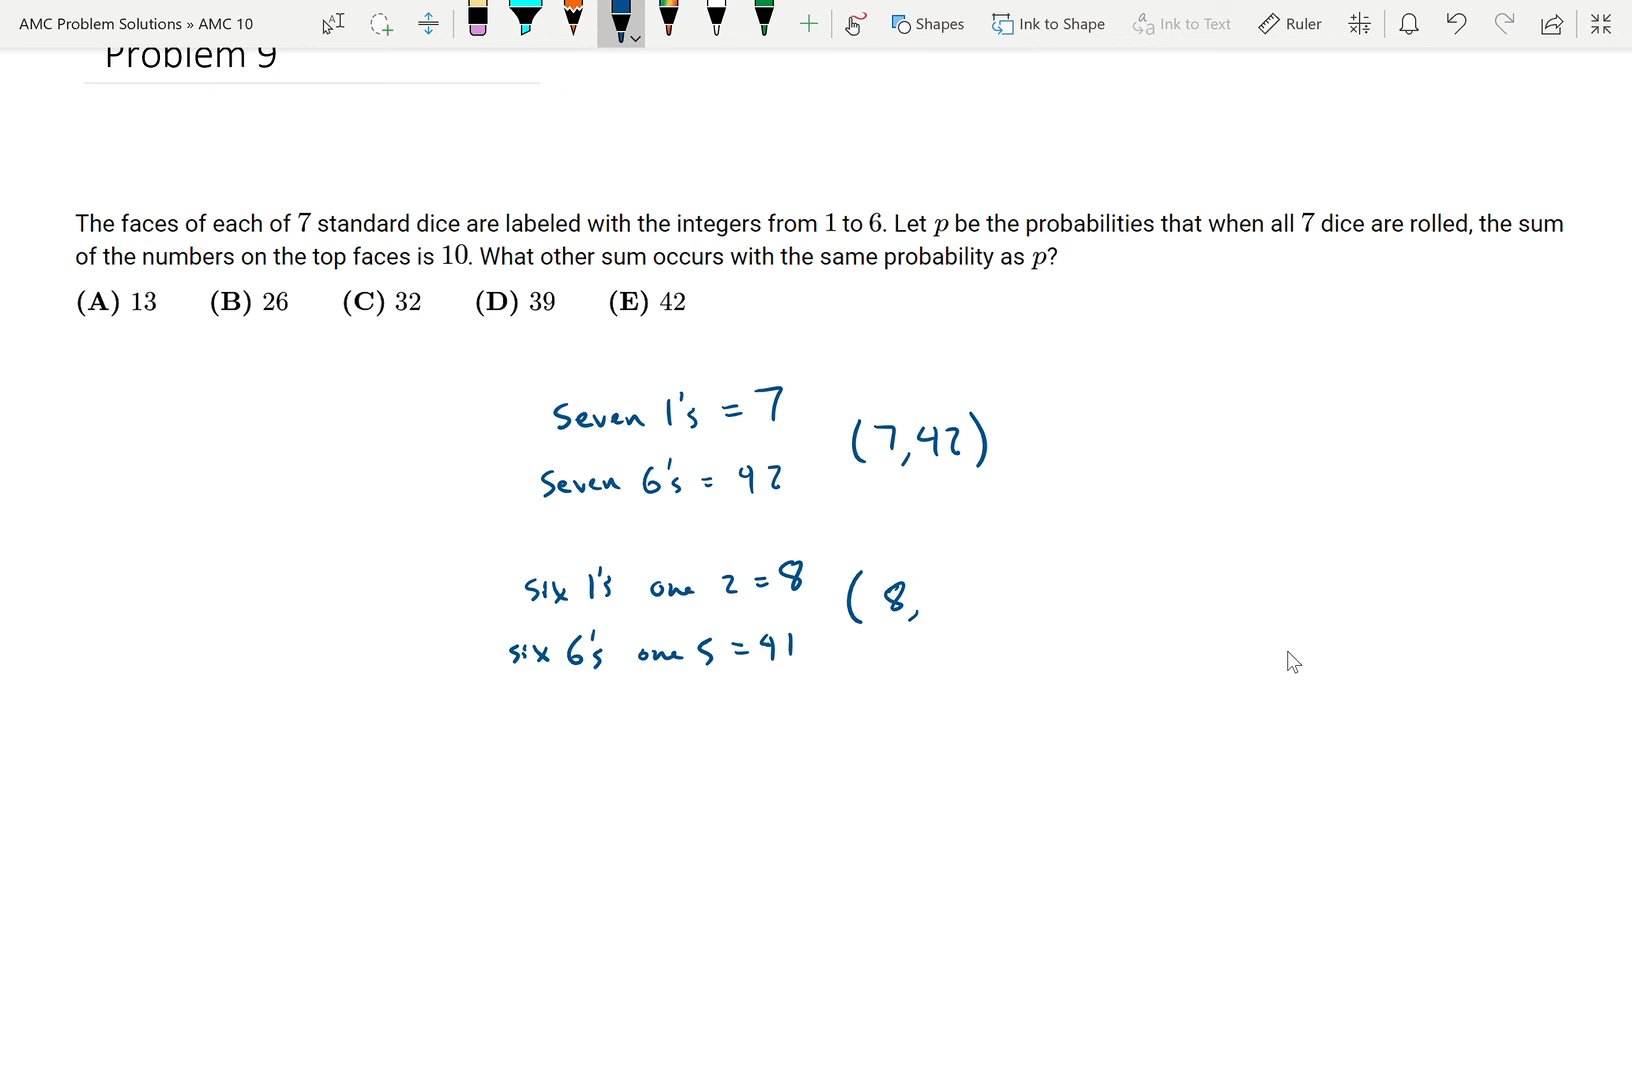 AMC Problem Solutions » AMC 10
Shapes
Ink to Shape
Ink to Text
Ruler
Problem 9
The faces of each of 7 standard dice are labeled with the integers from 1 to 6. Let p be the probabilities that when all 7 dice are rolled, the sum
of the numbers on the top faces is 10. What other sum occurs with the same probability as p?
(A) 13 (B) 26 (C) 32 (D) 39 (E) 42
Seven 1's = 7
(7,42)
Seven 6's = 42
six 1's one 2 = 8
( 8,
six 6's one 5 = 41